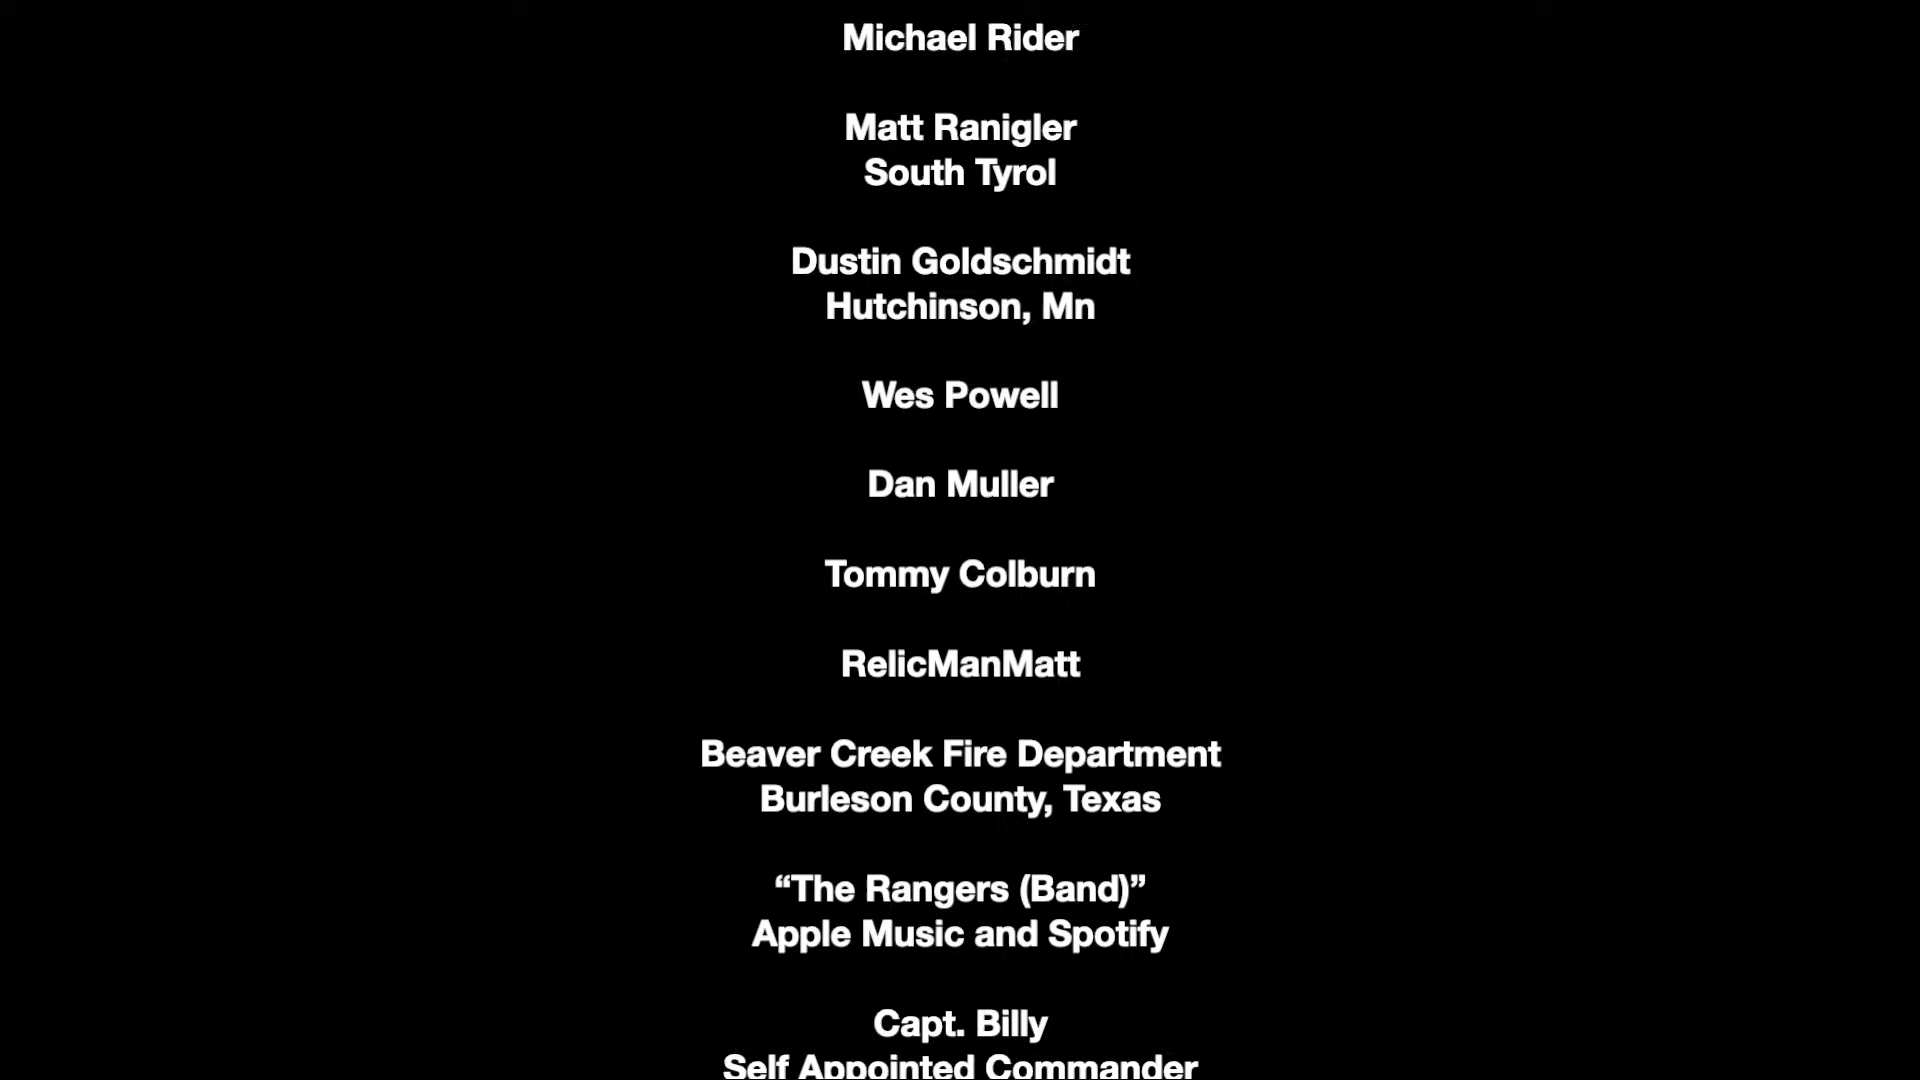 Michael Rider
Matt Ranigler
South Tyrol
Dustin Goldschmidt
Hutchinson, Mn
Wes Powell
Dan Muller
Tommy Colburn
RelicManMatt
Beaver Creek Fire Department
Burleson County, Texas
“The Rangers (Band)”
Apple Music and Spotify
Capt. Billy
Self Appointed Commander